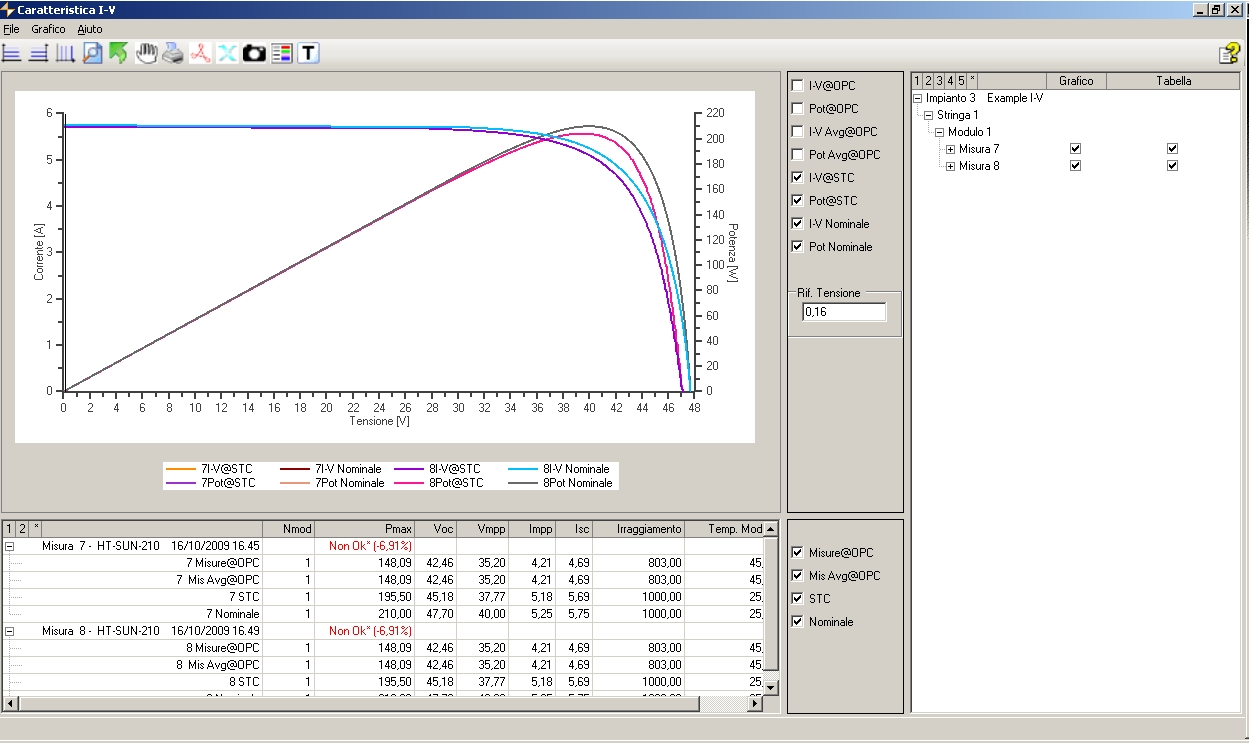 Caratteristica I-V
File Grafico Aiuto
T
6
5
4
3
2
1
0
Corrente [A]
220
200
180
160
140
120
100
80
60
40
20
0
Potenza [W]
0 2 4 6 8 10 12 14 16 18 20 22 24 26 28 30 32 34 36 38 40 42 44 46 48
Tensione [V]
7I-V@STC 7I-V Nominale 8I-V@STC 8I-V Nominale
7Pot@STC 7Pot Nominale 8Pot@STC 8Pot Nominale
I-V@OPC
Pot@OPC
I-V Avg@OPC
Pot Avg@OPC
I-V@STC
Pot@STC
I-V Nominale
Pot Nominale
Rif. Tensione
0,16
1 2 3 4 5 * Grafico Tabella
Impianto 3 Example I-V
Stringa 1
Modulo 1
Misura 7
Misura 8
1 2 * Nmod Pmax Voc Vmpp Impp Isc Irraggiamento Temp. Mod
Misura 7 - HT-SUN-210 16/10/2009 16.45 Non Ok* (-6,91%)
7 Misure@OPC 1 148,09 42,46 35,20 4,21 4,69 803,00 45,
7 Mis Avg@OPC 1 148,09 42,46 35,20 4,21 4,69 803,00 45,
7 STC 1 195,50 45,18 37,77 5,18 5,69 1000,00 25,
7 Nominale 1 210,00 47,70 40,00 5,25 5,75 1000,00 25,
Misura 8 - HT-SUN-210 16/10/2009 16.49 Non Ok* (-6,91%)
8 Misure@OPC 1 148,09 42,46 35,20 4,21 4,69 803,00 45,
8 Mis Avg@OPC 1 148,09 42,46 35,20 4,21 4,69 803,00 45,
8 STC 1 195,50 45,18 37,77 5,18 5,69 1000,00 25,
Misure@OPC
Mis Avg@OPC
STC
Nominale